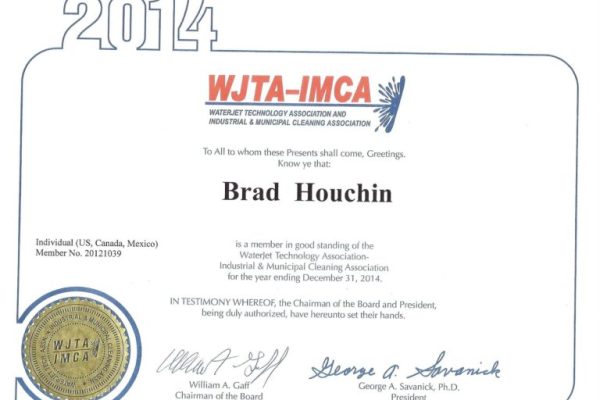 2014
WJTA–IMCA
WATERJET TECHNOLOGY ASSOCIATION AND
INDUSTRIAL & MUNICIPAL CLEANING ASSOCIATION
To All to whom these Presents shall come, Greetings.
Know ye that:
Brad Houchin
Individual (US, Canada, Mexico)
Member No. 20121039
is a member in good standing of the
WaterJet Technology Association-
Industrial & Municipal Cleaning Association
for the year ending December 31, 2014.
IN TESTIMONY WHEREOF, the Chairman of the Board and President,
being duly authorized, have hereunto set their hands.
WJTA
IMCA
William A. Gaff
George A. Savanick
William A. Gaff
Chairman of the Board
George A. Savanick, Ph.D.
President